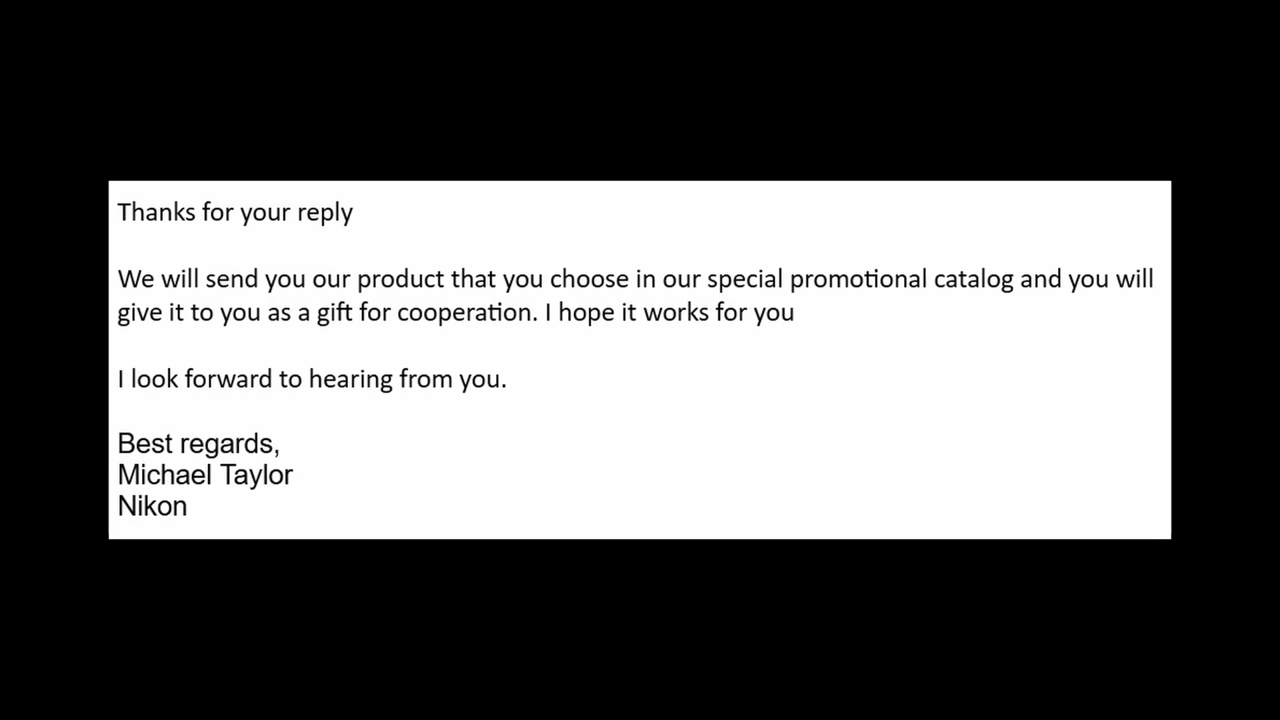 Thanks for your reply
We will send you our product that you choose in our special promotional catalog and you will
give it to you as a gift for cooperation. I hope it works for you
I look forward to hearing from you.
Best regards,
Michael Taylor
Nikon